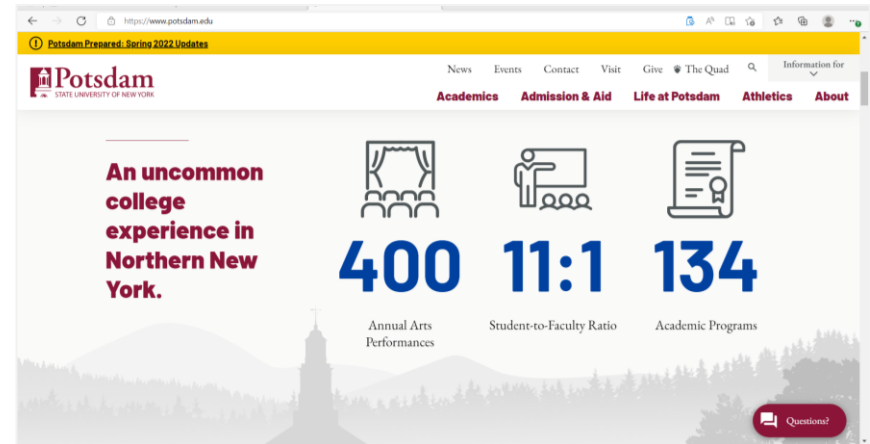 https://www.potsdam.edu
Potsdam Prepared: Spring 2022 Updates
Potsdam
STATE UNIVERSITY OF NEW YORK
News Events Contact Visit Give The Quad Information for
Academics Admission & Aid Life at Potsdam Athletics About
An uncommon
college
experience in
Northern New
York.
400 11:1 134
Annual Arts
Performances
Student-to-Faculty Ratio
Academic Programs
Questions?